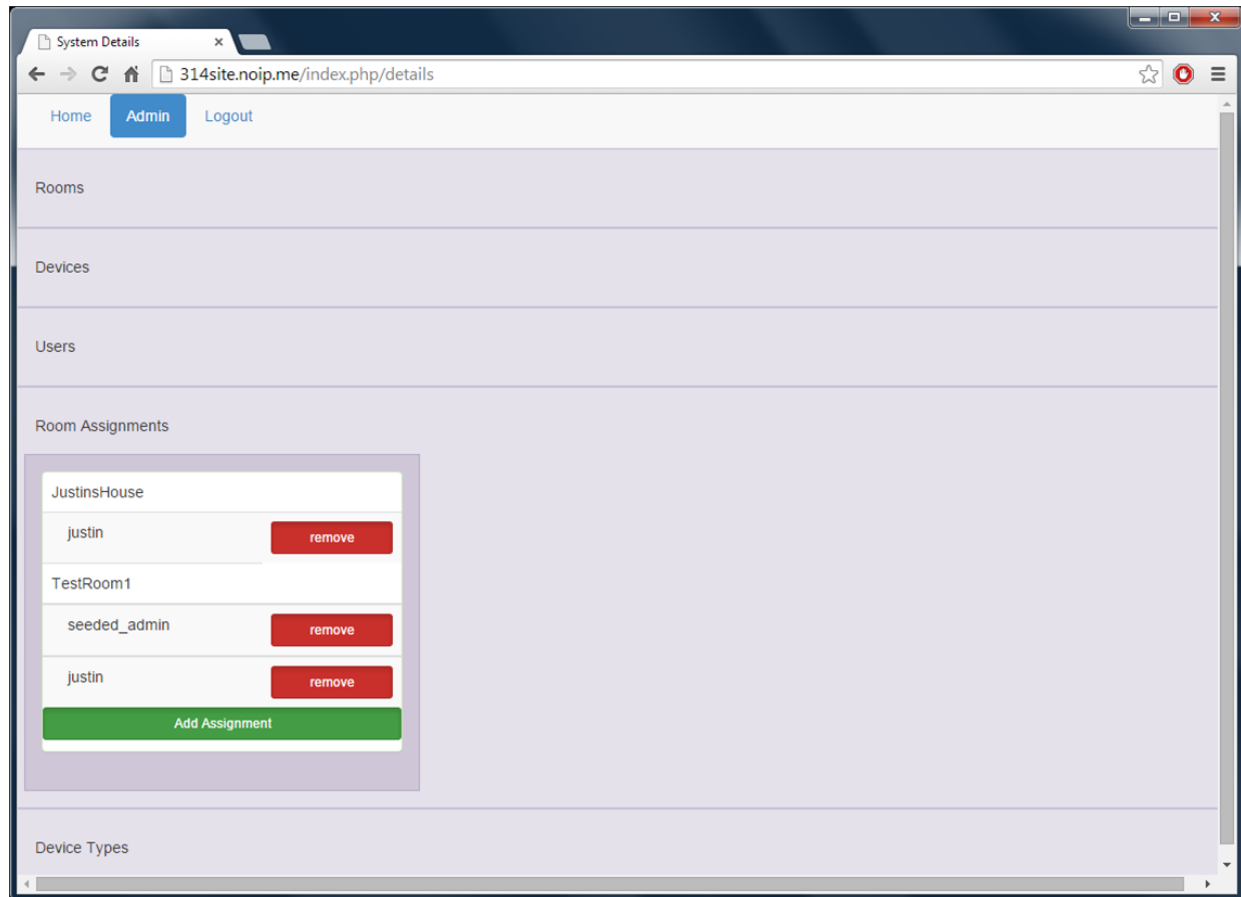 System Details
314site.noip.me/index.php/details
Home Admin Logout
Rooms
Devices
Users
Room Assignments
JustinsHouse
justin remove
TestRoom1
seeded_admin remove
justin remove
Add Assignment
Device Types